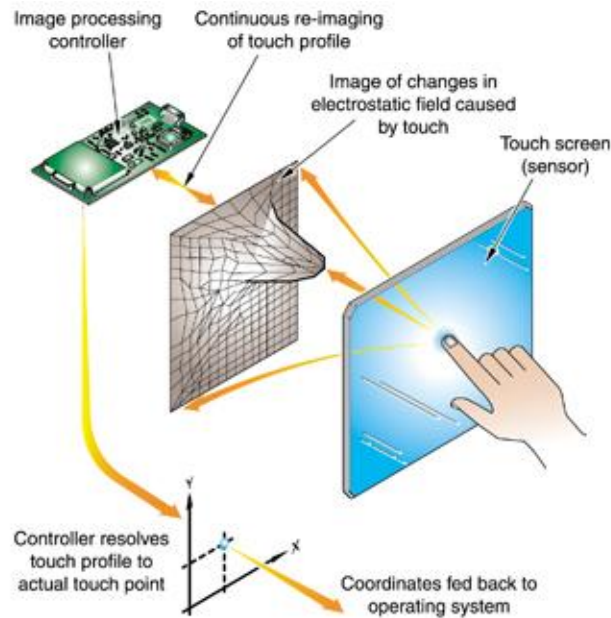 Image processing
controller
Continuous re-imaging
of touch profile
Image of changes in
electrostatic field caused
by touch
Touch screen
(sensor)
Y
X
Controller resolves
touch profile to
actual touch point
Coordinates fed back to
operating system